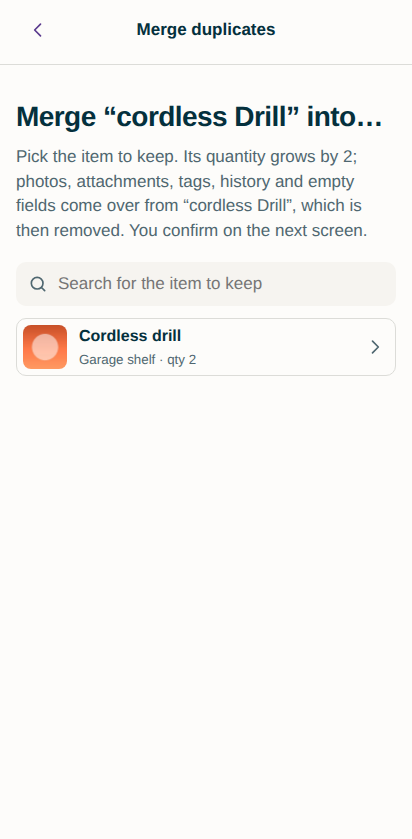 Merge duplicates
Merge “cordless Drill” into…
Pick the item to keep. Its quantity grows by 2;
photos, attachments, tags, history and empty
fields come over from “cordless Drill”, which is
then removed. You confirm on the next screen.
Search for the item to keep
Cordless drill
Garage shelf · qty 2